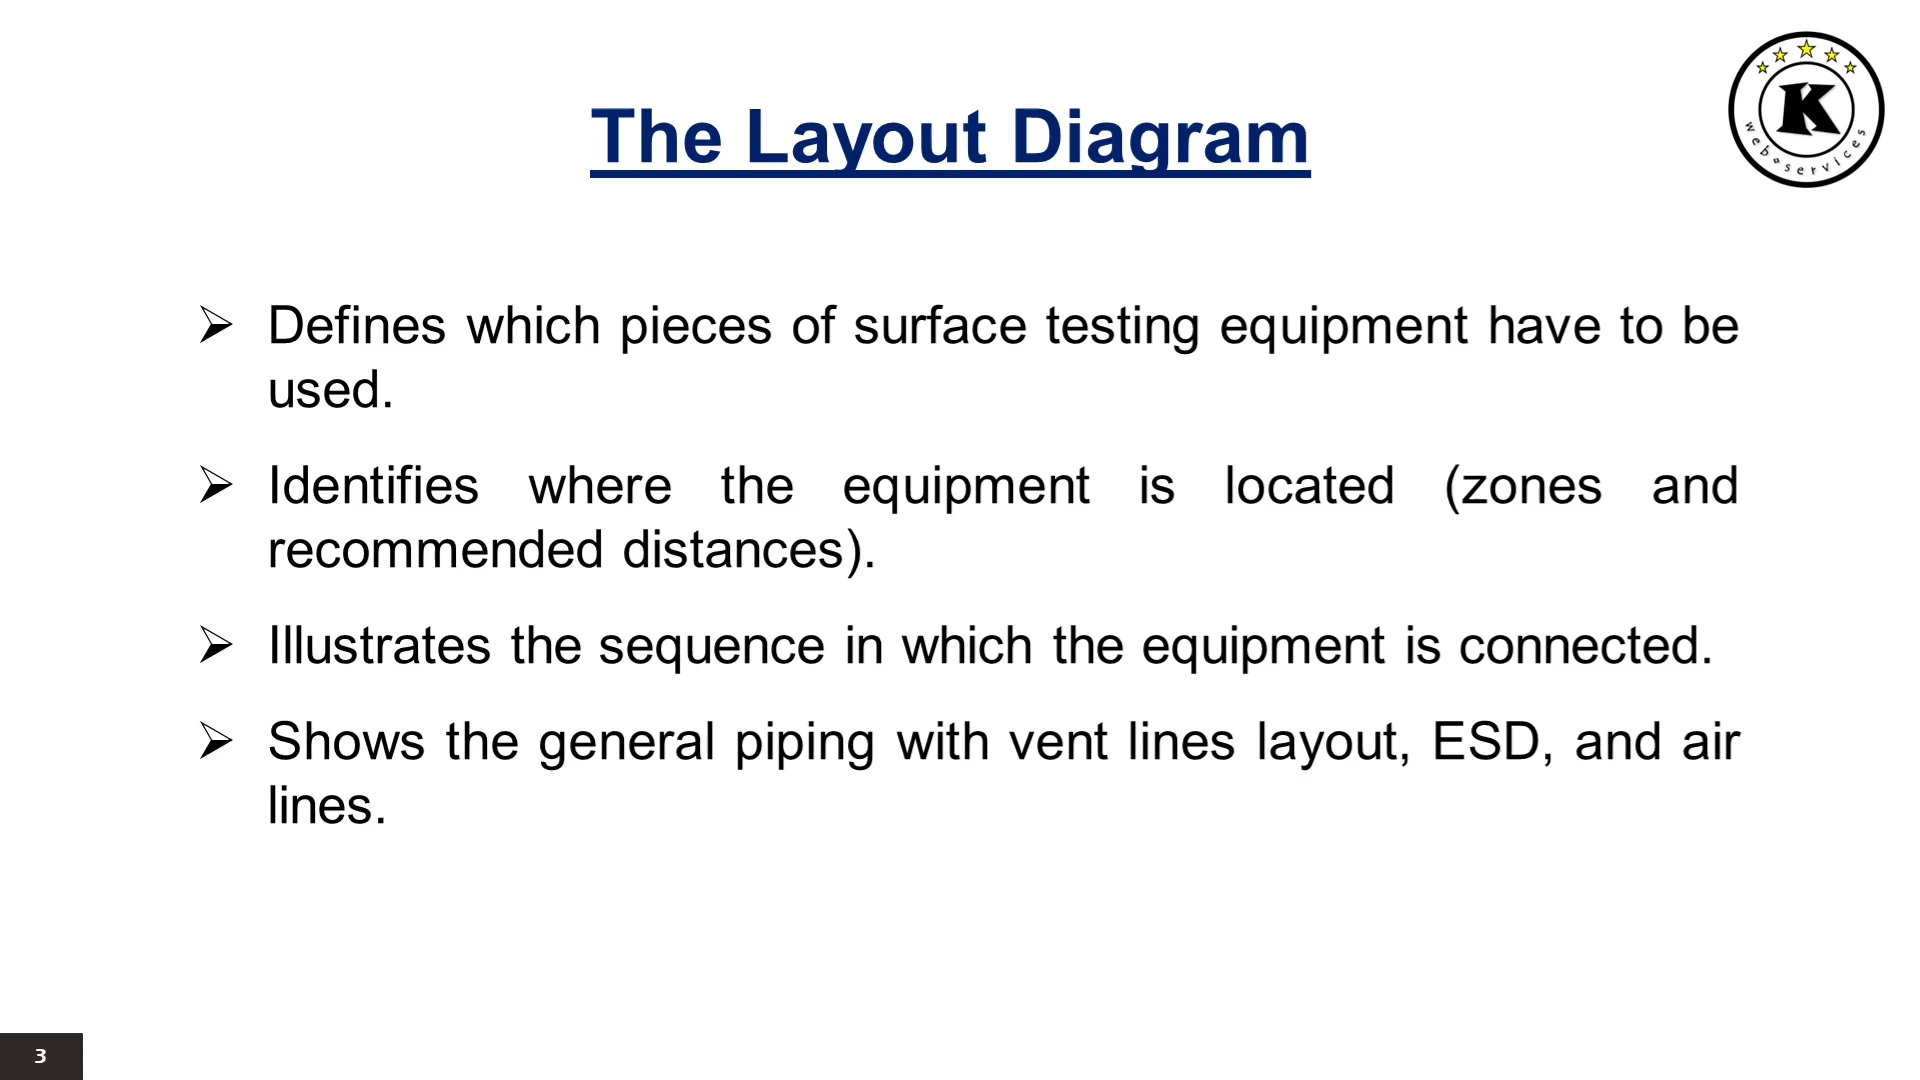 The Layout Diagram
K
web services
➢ Defines which pieces of surface testing equipment have to be
used.
➢ Identifies where the equipment is located (zones and
recommended distances).
➢ Illustrates the sequence in which the equipment is connected.
➢ Shows the general piping with vent lines layout, ESD, and air
lines.
3